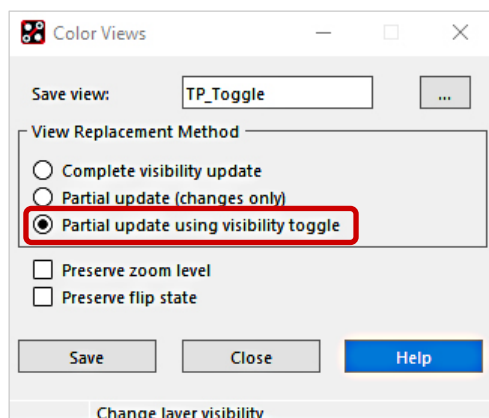 Color Views
Save view: TP_Toggle ...
View Replacement Method
Complete visibility update
Partial update (changes only)
Partial update using visibility toggle
Preserve zoom level
Preserve flip state
Save Close Help
Change layer visibility